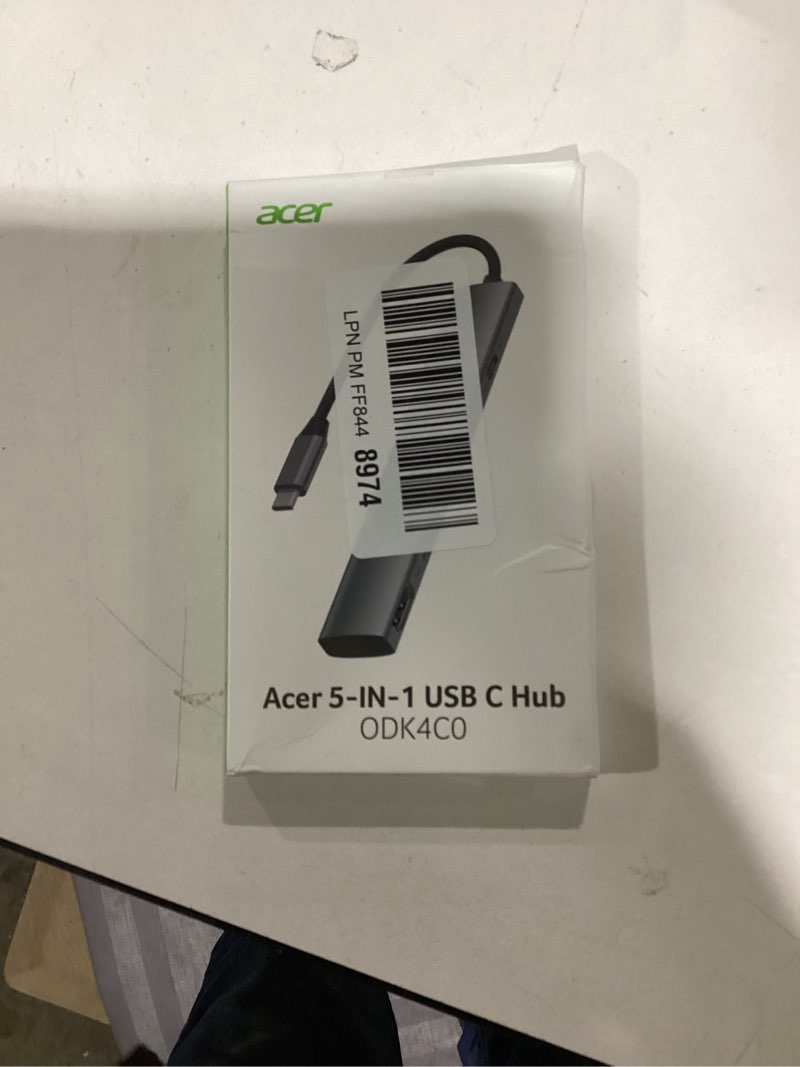 acer
LPN PM FF844 8974
Acer 5-IN-1 USB C Hub
ODK4C0